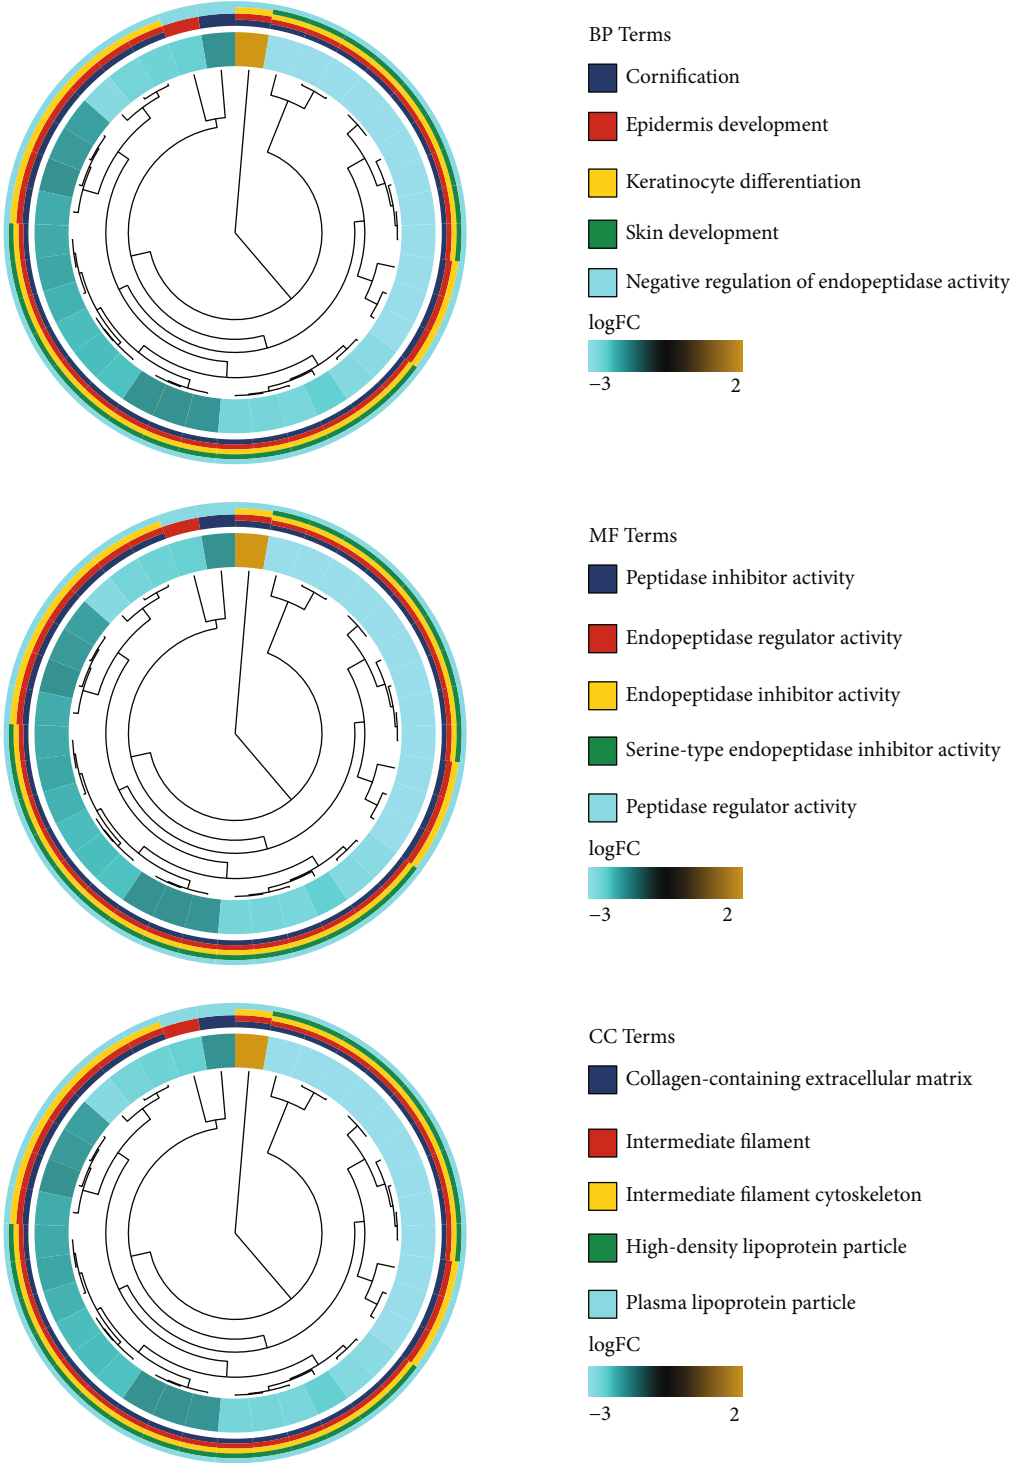 BP Terms
Cornification
Epidermis development
Keratinocyte differentiation
Skin development
Negative regulation of endopeptidase activity
logFC
−3 2
MF Terms
Peptidase inhibitor activity
Endopeptidase regulator activity
Endopeptidase inhibitor activity
Serine-type endopeptidase inhibitor activity
Peptidase regulator activity
logFC
−3 2
CC Terms
Collagen-containing extracellular matrix
Intermediate filament
Intermediate filament cytoskeleton
High-density lipoprotein particle
Plasma lipoprotein particle
logFC
−3 2